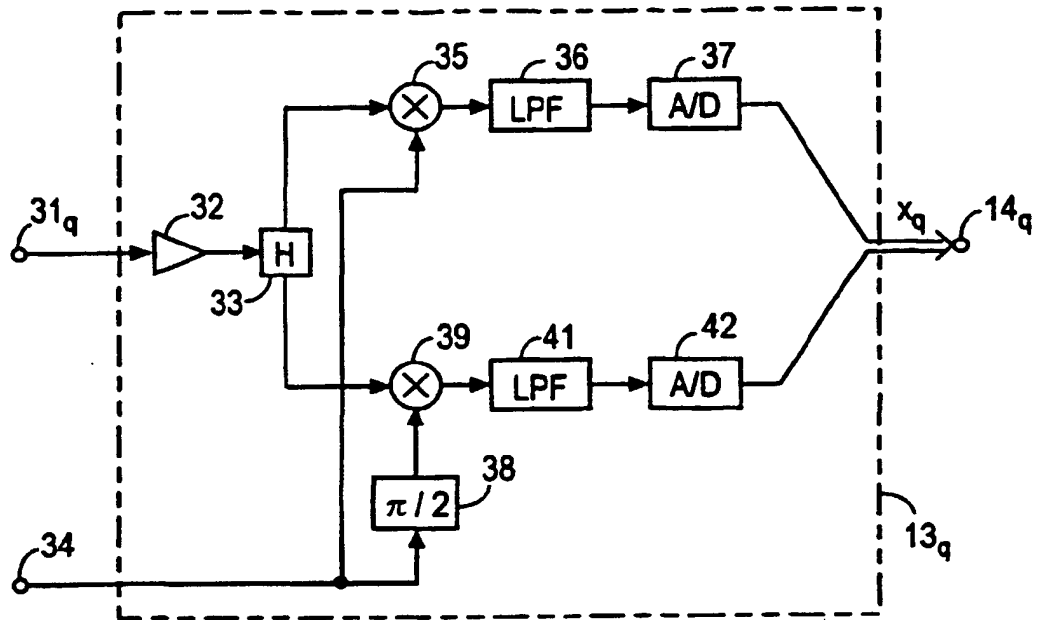 35
36
37
× LPF A/D
31q
32
xq
14q
H
33
39
41
42
× LPF A/D
38
π / 2
34
13q